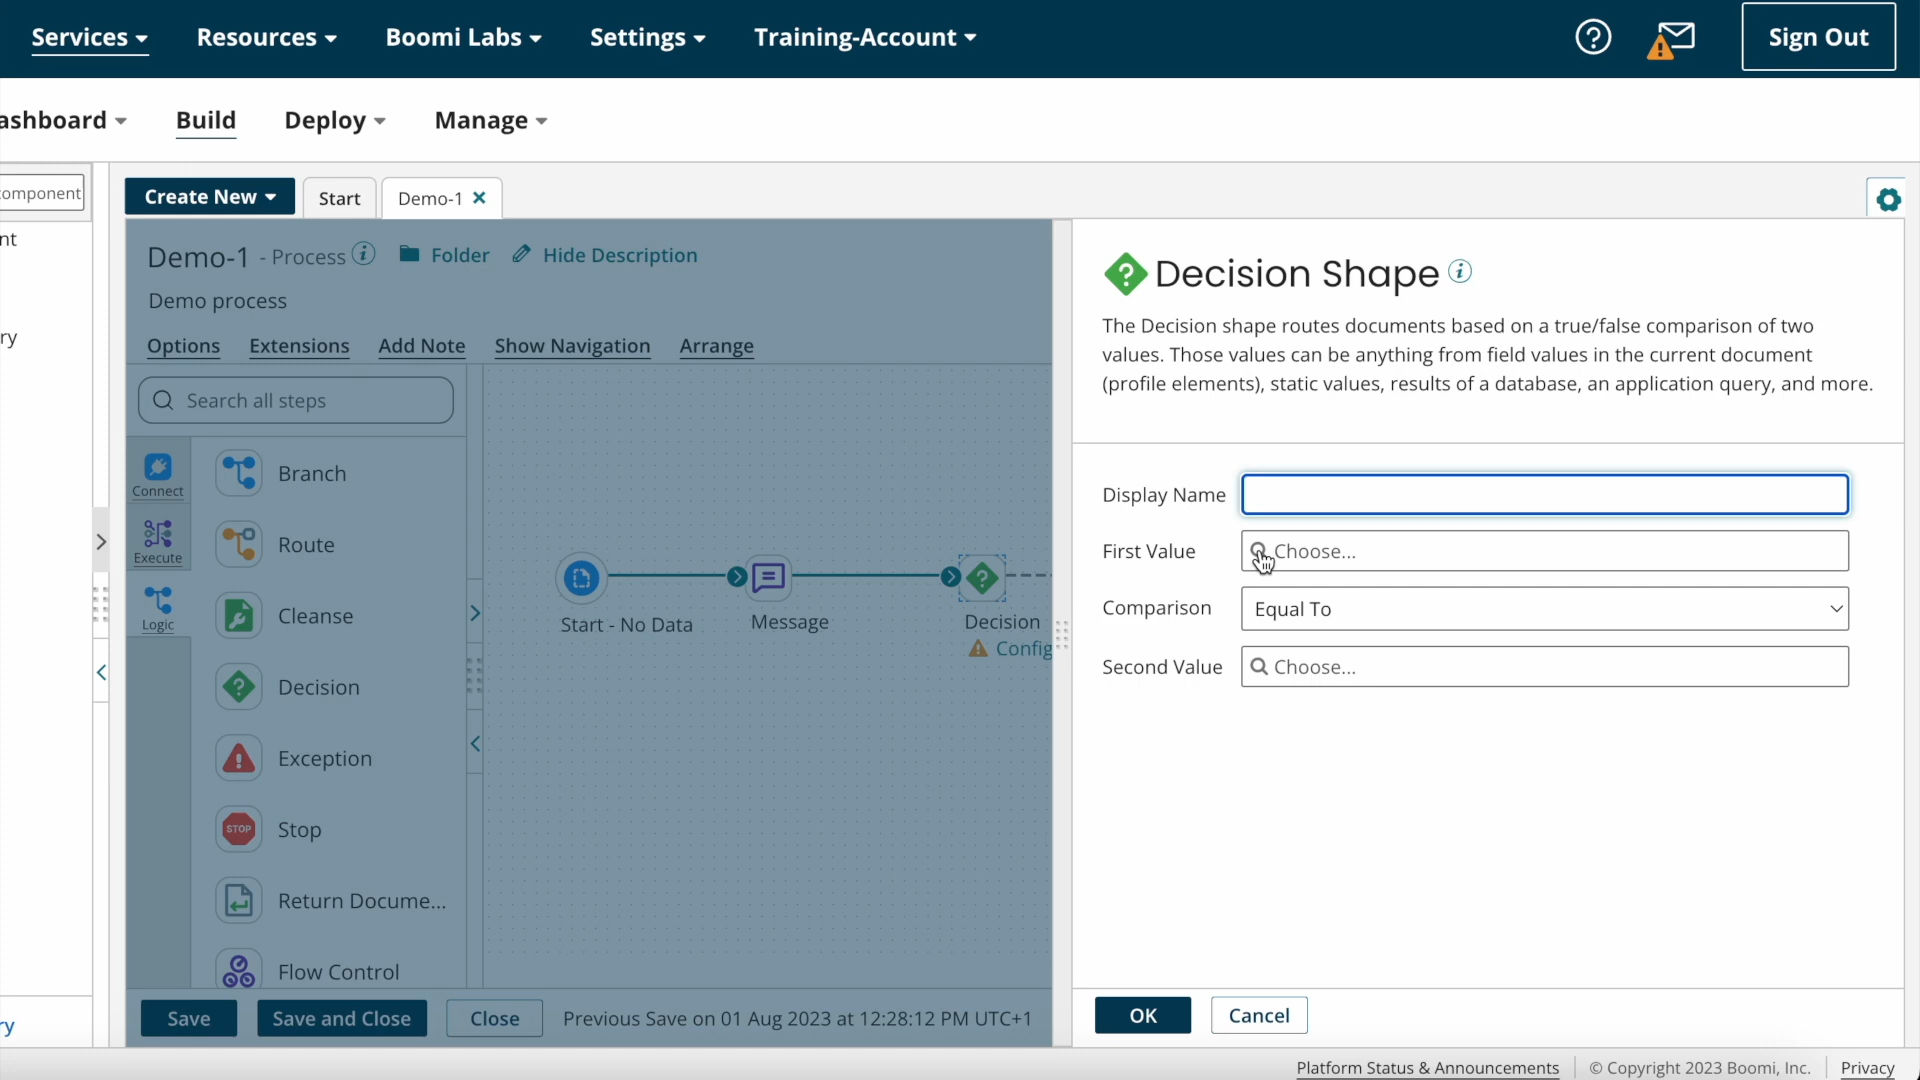 Services
Resources
Boomi Labs
Settings
Training-Account
Sign Out
ashboard
Build
Deploy
Manage
component
nt
ry
ry
Create New
Start
Demo-1
Demo-1 - Process
Folder
Hide Description
Demo process
Options
Extensions
Add Note
Show Navigation
Arrange
Search all steps
Connect
Execute
Logic
Branch
Route
Cleanse
Decision
Exception
STOP
Stop
Return Docume...
Flow Control
Start - No Data
Message
Decision
Config
Save
Save and Close
Close
Previous Save on 01 Aug 2023 at 12:28:12 PM UTC+1
Decision Shape
The Decision shape routes documents based on a true/false comparison of two
values. Those values can be anything from field values in the current document
(profile elements), static values, results of a database, an application query, and more.
Display Name
First Value
Choose...
Comparison
Equal To
Second Value
Choose...
OK
Cancel
Platform Status & Announcements
© Copyright 2023 Boomi, Inc.
Privacy